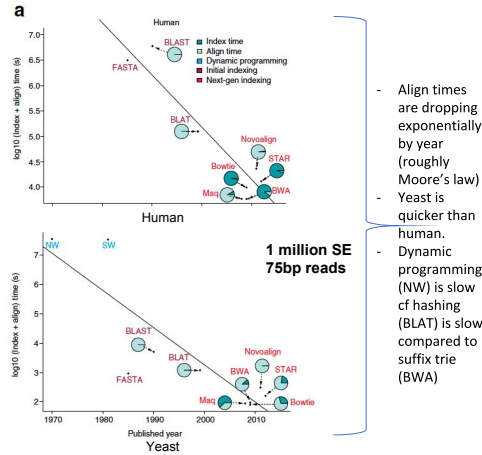 a
Human
Index time
Align time
Dynamic programming
Initial indexing
Next-gen indexing
log10 (Index + align) time (s)
7.0
6.5
6.0
5.5
5.0
4.5
4.0
BLAST
FASTA
BLAT
Novoalign
Bowtie
STAR
Maq
BWA
Human
1 million SE
75bp reads
log10 (Index + align) time (s)
7
6
5
4
3
2
NW
SW
BLAST
FASTA
BLAT
Novoalign
BWA
STAR
Maq
Bowtie
1970
1980
1990
2000
2010
Published year
Yeast
- Align times
are dropping
exponentially
by year
(roughly
Moore's law)
- Yeast is
quicker than
human.
- Dynamic
programming
(NW) is slow
cf hashing
(BLAT) is slow
compared to
suffix trie
(BWA)